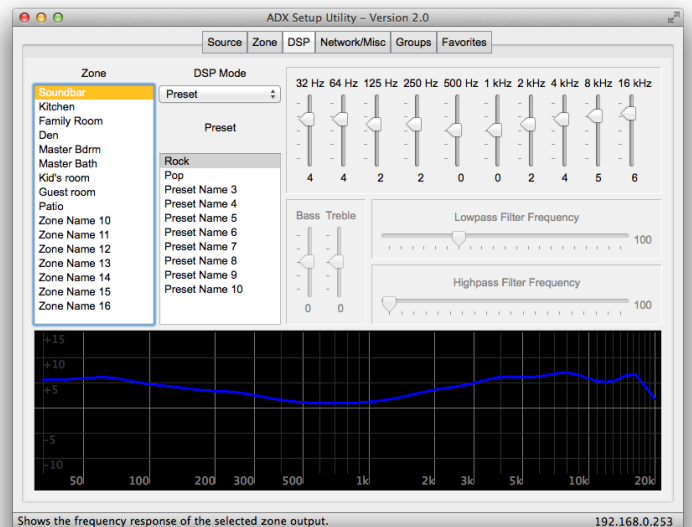 ADX Setup Utility – Version 2.0
Source Zone DSP Network/Misc Groups Favorites
Zone
Soundbar
Kitchen
Family Room
Den
Master Bdrm
Master Bath
Kid's room
Guest room
Patio
Zone Name 10
Zone Name 11
Zone Name 12
Zone Name 13
Zone Name 14
Zone Name 15
Zone Name 16
DSP Mode
Preset
Preset
Rock
Pop
Preset Name 3
Preset Name 4
Preset Name 5
Preset Name 6
Preset Name 7
Preset Name 8
Preset Name 9
Preset Name 10
32 Hz 64 Hz 125 Hz 250 Hz 500 Hz 1 kHz 2 kHz 4 kHz 8 kHz 16 kHz
4 4 2 2 0 0 2 4 5 6
Bass Treble
0 0
Lowpass Filter Frequency
100
Highpass Filter Frequency
100
+15
+10
+5
-5
-10
50 100 200 300 500 1k 2k 3k 5k 10k 20k
Shows the frequency response of the selected zone output.
192.168.0.253